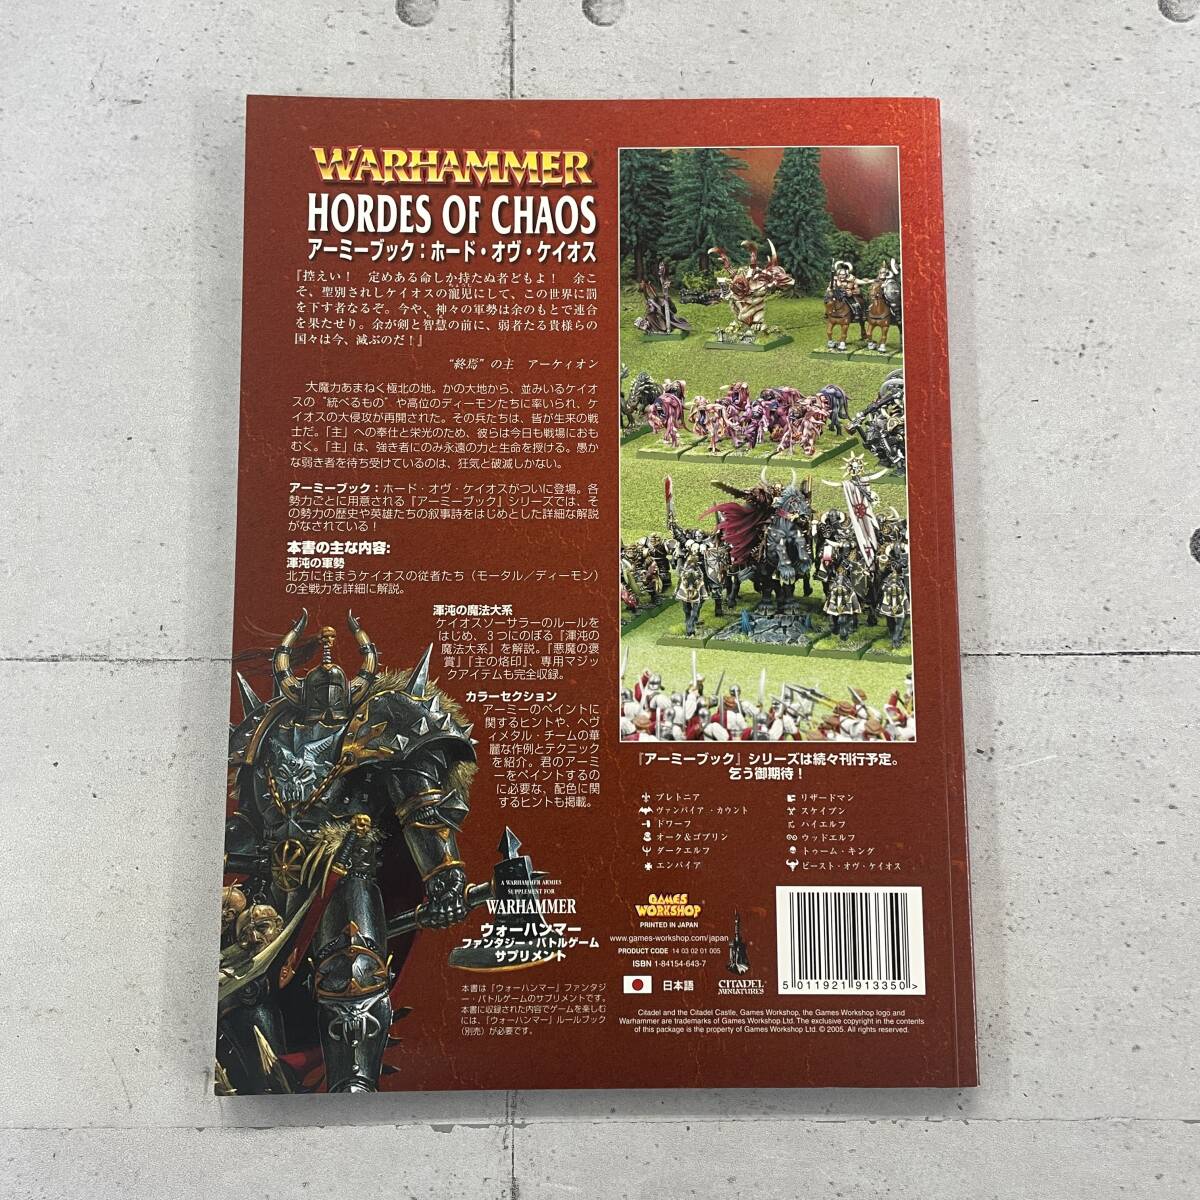 WARHAMMER
HORDES OF CHAOS
アーミーブック：ホード・オヴ・ケイオス
『控えい！　定めある命しか持たぬ者どもよ！　余こ
そ、聖別されしケイオスの寵児にして、この世界に罰
を下す者なるぞ。今や、神々の軍勢は余のもとで連合
を果たせり。余が剣と智慧の前に、弱者たる貴様らの
国々は今、滅ぶのだ！』
“終焉”の主　アーケィオン
大魔力あまねく極北の地。かの大地から、並みいるケイオ
スの“統べるもの”や高位のディーモンたちに率いられ、ケ
イオスの大侵攻が再開された。その兵たちは、皆が生来の戦
士だ。「主」への奉仕と栄光のため、彼らは今日も戦場におも
むく。「主」は、強き者にのみ永遠の力と生命を授ける。愚か
な弱き者を待ち受けているのは、狂気と破滅しかない。
アーミーブック：ホード・オヴ・ケイオスがついに登場。各
勢力ごとに用意される『アーミーブック』シリーズでは、そ
の勢力の歴史や英雄たちの叙事詩をはじめとした詳細な解説
がなされている！
本書の主な内容:
渾沌の軍勢
北方に住まうケイオスの従者たち（モータル／ディーモン）
の全戦力を詳細に解説。
渾沌の魔法大系
ケイオスソーサラーのルールを
はじめ、3つにのぼる『渾沌の
魔法大系』を解説。「悪魔の褒
賞」「主の烙印」、専用マジッ
クアイテムも完全収録。
カラーセクション
アーミーのペイントに
関するヒントや、ヘヴ
ィメタル・チームの華
麗な作例とテクニック
を紹介。君のアーミ
ーをペイントするの
に必要な、配色に関
するヒントも掲載。
A WARHAMMER ARMIES
SUPPLEMENT FOR
WARHAMMER
ウォーハンマー
ファンタジー・バトルゲーム
サプリメント
本書は『ウォーハンマー』ファンタジ
ー・バトルゲームのサプリメントです。
本書に収録された内容でゲームを楽しむ
には、『ウォーハンマー』ルールブック
（別売）が必要です。
『アーミーブック』シリーズは続々刊行予定。
乞う御期待！
ブレトニア
ヴァンパイア・カウント
ドワーフ
オーク＆ゴブリン
ダークエルフ
エンパイア
リザードマン
スケイブン
ハイエルフ
ウッドエルフ
トゥーム・キング
ビースト・オヴ・ケイオス
GAMES
WORKSHOP
PRINTED IN JAPAN
www.games-workshop.com/japan
PRODUCT CODE 14 03 02 01 005
ISBN 1-84154-643-7
日本語
CITADEL
MINIATURES
5 011921 913350 >
Citadel and the Citadel Castle, Games Workshop, the Games Workshop logo and
Warhammer are trademarks of Games Workshop Ltd. The exclusive copyright in the contents
of this package is the property of Games Workshop Ltd. © 2005. All rights reserved.